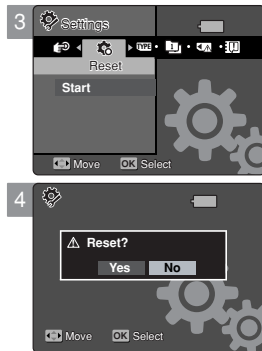 3
Settings
TYPE
Reset
Start
Move OK Select
4
Reset?
Yes No
Move OK Select